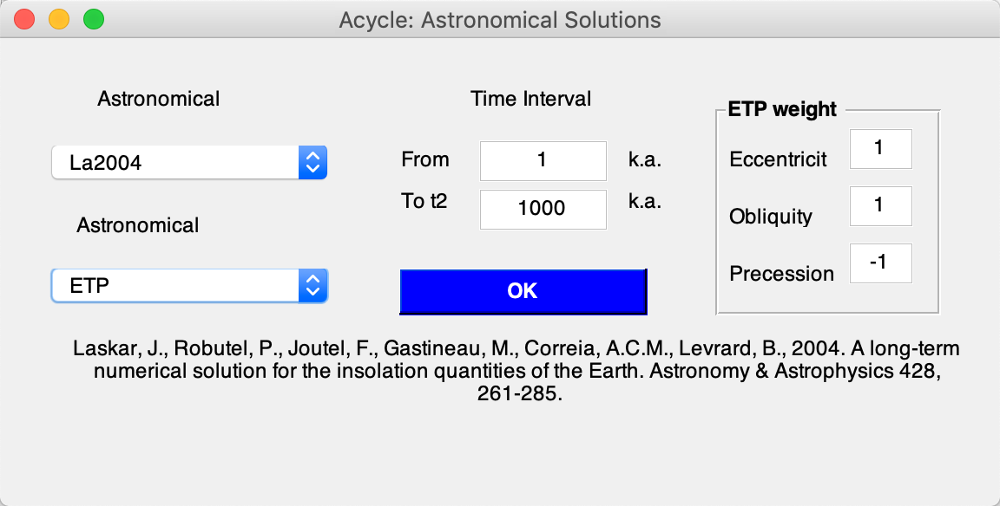 Acycle: Astronomical Solutions
Astronomical
La2004
Astronomical
ETP
Time Interval
From 1 k.a.
To t2 1000 k.a.
OK
ETP weight
Eccentricit 1
Obliquity 1
Precession -1
Laskar, J., Robutel, P., Joutel, F., Gastineau, M., Correia, A.C.M., Levrard, B., 2004. A long-term
numerical solution for the insolation quantities of the Earth. Astronomy & Astrophysics 428,
261-285.